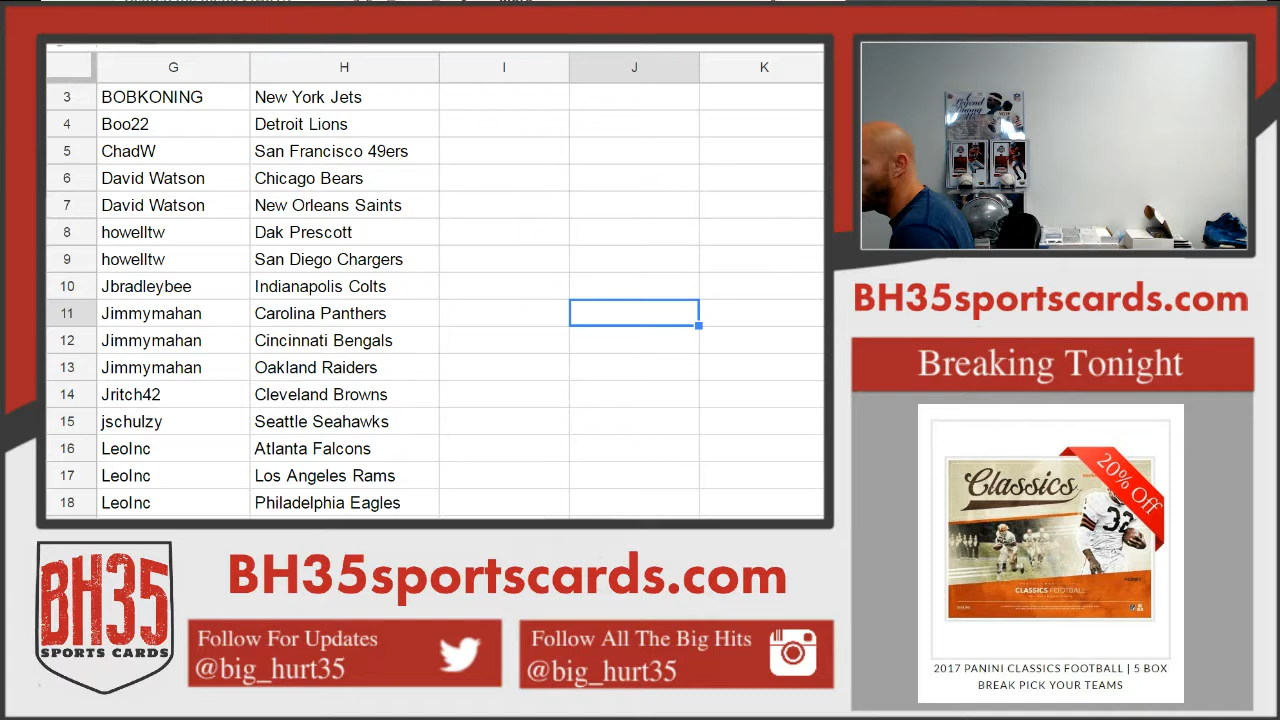 G H I J K
3 BOBKONING New York Jets
4 Boo22 Detroit Lions
5 ChadW San Francisco 49ers
6 David Watson Chicago Bears
7 David Watson New Orleans Saints
8 howelltw Dak Prescott
9 howelltw San Diego Chargers
10 Jbradleybee Indianapolis Colts
11 Jimmymahan Carolina Panthers
12 Jimmymahan Cincinnati Bengals
13 Jimmymahan Oakland Raiders
14 Jritch42 Cleveland Browns
15 jschulzy Seattle Seahawks
16 LeoInc Atlanta Falcons
17 LeoInc Los Angeles Rams
18 LeoInc Philadelphia Eagles
BH35sportscards.com
Breaking Tonight
Classics
20% Off
32
CLASSICS FOOTBALL
2017 PANINI CLASSICS FOOTBALL | 5 BOX
BREAK PICK YOUR TEAMS
BH35
SPORTS CARDS
BH35sportscards.com
Follow For Updates
@big_hurt35
Follow All The Big Hits
@big_hurt35